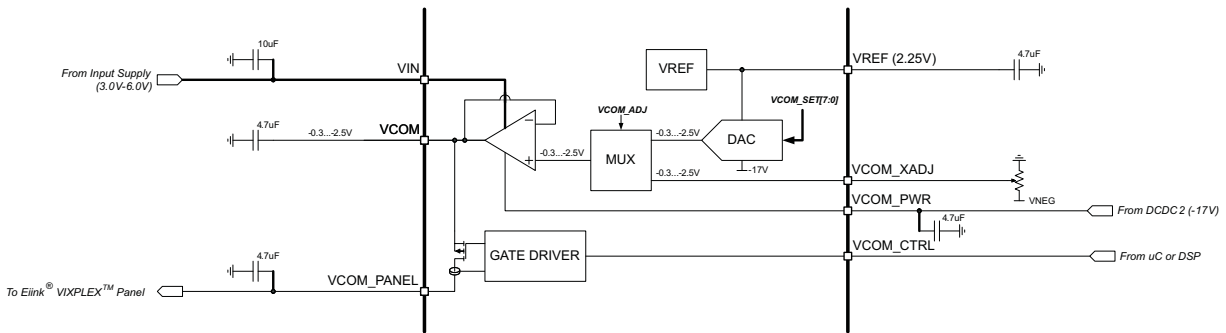 10uF
From Input Supply
(3.0V-6.0V)
VIN
4.7uF
-0.3...-2.5V
VCOM
VREF
VREF (2.25V)
4.7uF
VCOM_ADJ
VCOM_SET[7:0]
-0.3...-2.5V
DAC
-17V
MUX
-0.3...-2.5V
-0.3...-2.5V
VCOM_XADJ
VNEG
VCOM_PWR
From DCDC 2 (-17V)
4.7uF
VCOM_CTRL
From uC or DSP
GATE DRIVER
4.7uF
VCOM_PANEL
To Eiink® VIXPLEX™ Panel